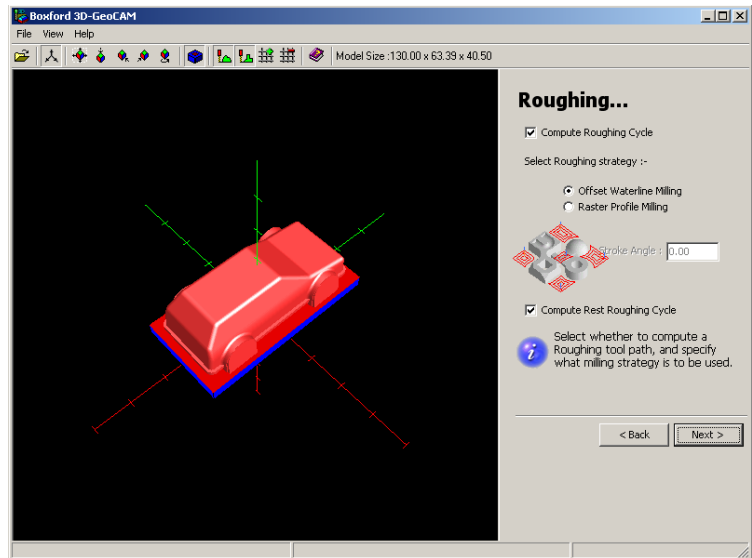 Boxford 3D-GeoCAM
File View Help
Model Size :130.00 x 63.39 x 40.50
Roughing...
Compute Roughing Cycle
Select Roughing strategy :-
Offset Waterline Milling
Raster Profile Milling
Stroke Angle : 0.00
Compute Rest Roughing Cycle
Select whether to compute a
Roughing tool path, and specify
what milling strategy is to be used.
< Back Next >